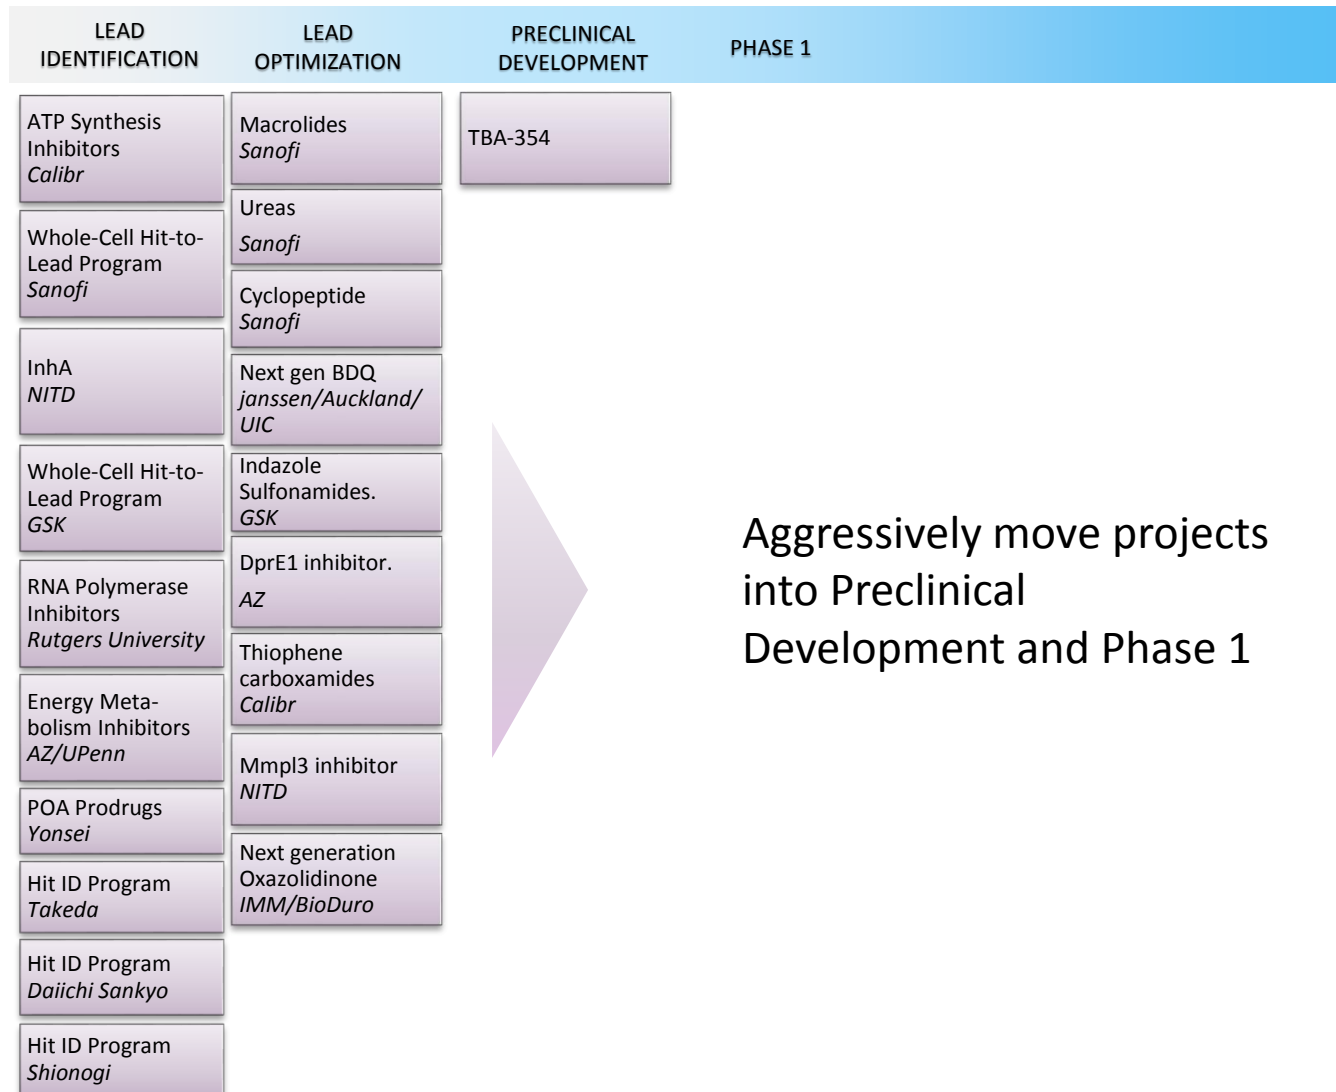 LEAD
IDENTIFICATION
LEAD
OPTIMIZATION
PRECLINICAL
DEVELOPMENT
PHASE 1
ATP Synthesis
Inhibitors
Calibr
Whole-Cell Hit-to-
Lead Program
Sanofi
InhA
NITD
Whole-Cell Hit-to-
Lead Program
GSK
RNA Polymerase
Inhibitors
Rutgers University
Energy Meta-
bolism Inhibitors
AZ/UPenn
POA Prodrugs
Yonsei
Hit ID Program
Takeda
Hit ID Program
Daiichi Sankyo
Hit ID Program
Shionogi
Macrolides
Sanofi
Ureas
Sanofi
Cyclopeptide
Sanofi
Next gen BDQ
janssen/Auckland/
UIC
Indazole
Sulfonamides.
GSK
DprE1 inhibitor.
AZ
Thiophene
carboxamides
Calibr
Mmpl3 inhibitor
NITD
Next generation
Oxazolidinone
IMM/BioDuro
TBA-354
Aggressively move projects
into Preclinical
Development and Phase 1